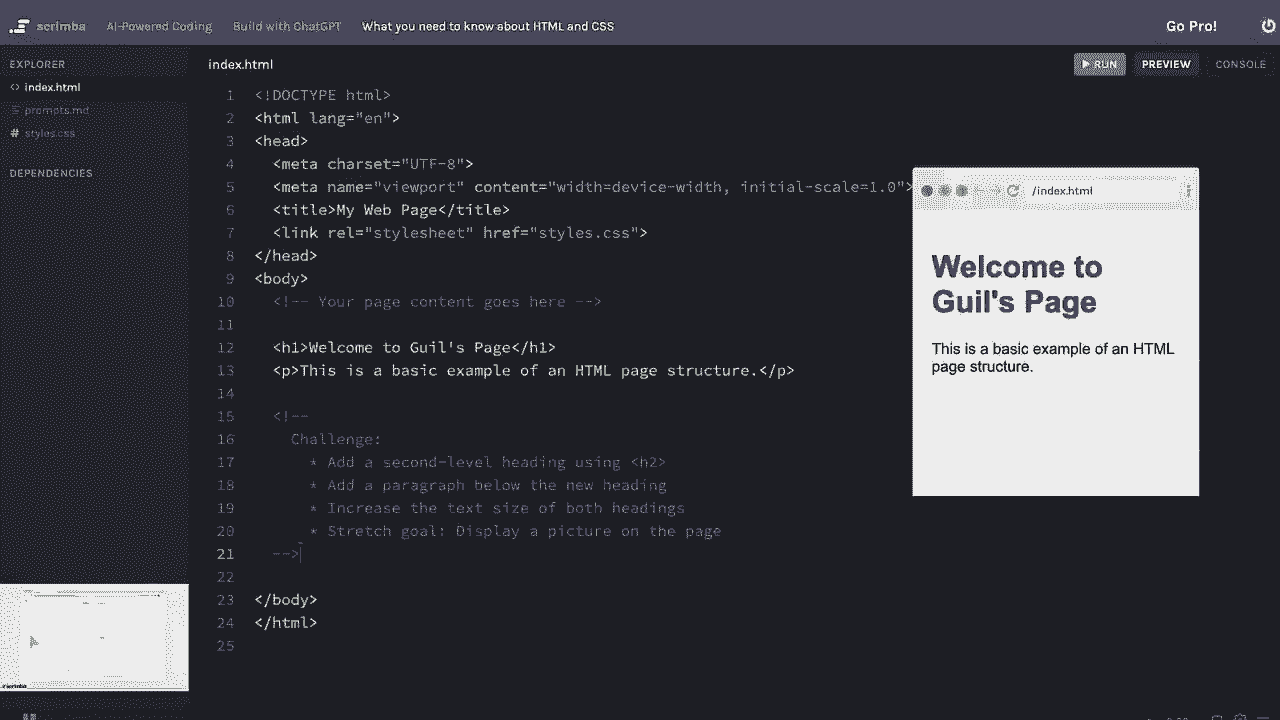 scrimba AI-Powered Coding Build with ChatGPT What you need to know about HTML and CSS Go Pro!
EXPLORER
index.html
prompts.md
styles.css
DEPENDENCIES
index.html
RUN PREVIEW CONSOLE
1 <!DOCTYPE html>
2 <html lang="en">
3 <head>
4 <meta charset="UTF-8">
5 <meta name="viewport" content="width=device-width, initial-scale=1.0">
6 <title>My Web Page</title>
7 <link rel="stylesheet" href="styles.css">
8 </head>
9 <body>
10 <!-- Your page content goes here -->
11
12 <h1>Welcome to Guil's Page</h1>
13 <p>This is a basic example of an HTML page structure.</p>
14
15 <!--
16 Challenge:
17 * Add a second-level heading using <h2>
18 * Add a paragraph below the new heading
19 * Increase the text size of both headings
20 * Stretch goal: Display a picture on the page
21 -->
22
23 </body>
24 </html>
25
/index.html
Welcome to
Guil's Page
This is a basic example of an HTML
page structure.